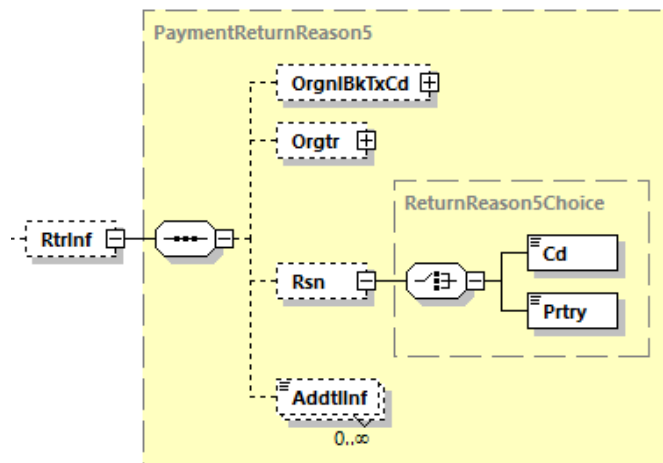 PaymentReturnReason5
OrgnlBkTxCd
Orgtr
ReturnReason5Choice
RtrInf
Cd
Rsn
Prtry
AddtlInf
0..∞